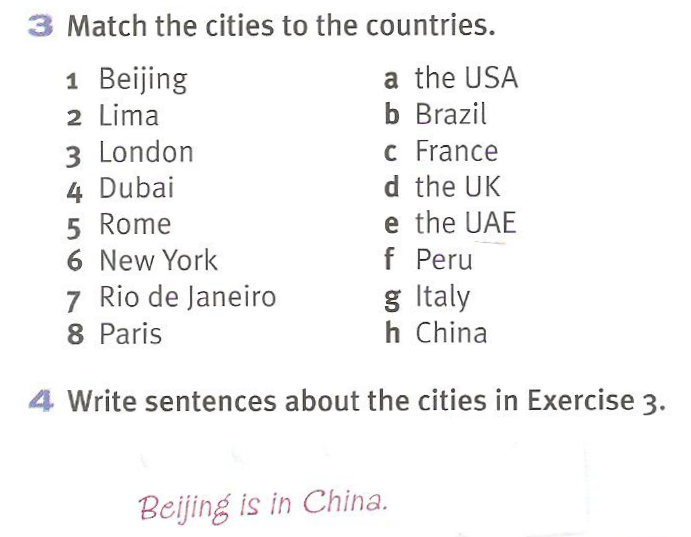 3 Match the cities to the countries.
1 Beijing a the USA
2 Lima b Brazil
3 London c France
4 Dubai d the UK
5 Rome e the UAE
6 New York f Peru
7 Rio de Janeiro g Italy
8 Paris h China
4 Write sentences about the cities in Exercise 3.
Beijing is in China.